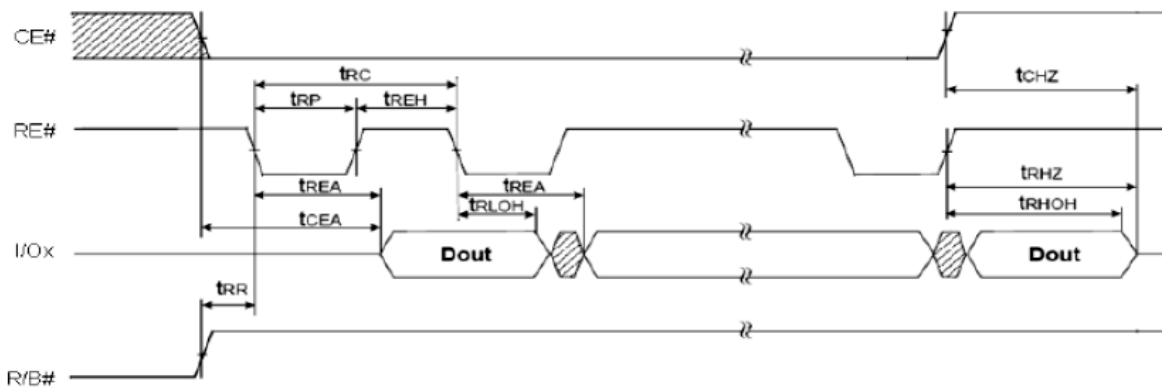 CE#
tRC
tCHZ
tRP
tREH
RE#
tREA
tREA
tRHZ
tCEA
tRLOH
tRHOH
I/Ox
Dout
Dout
tRR
R/B#